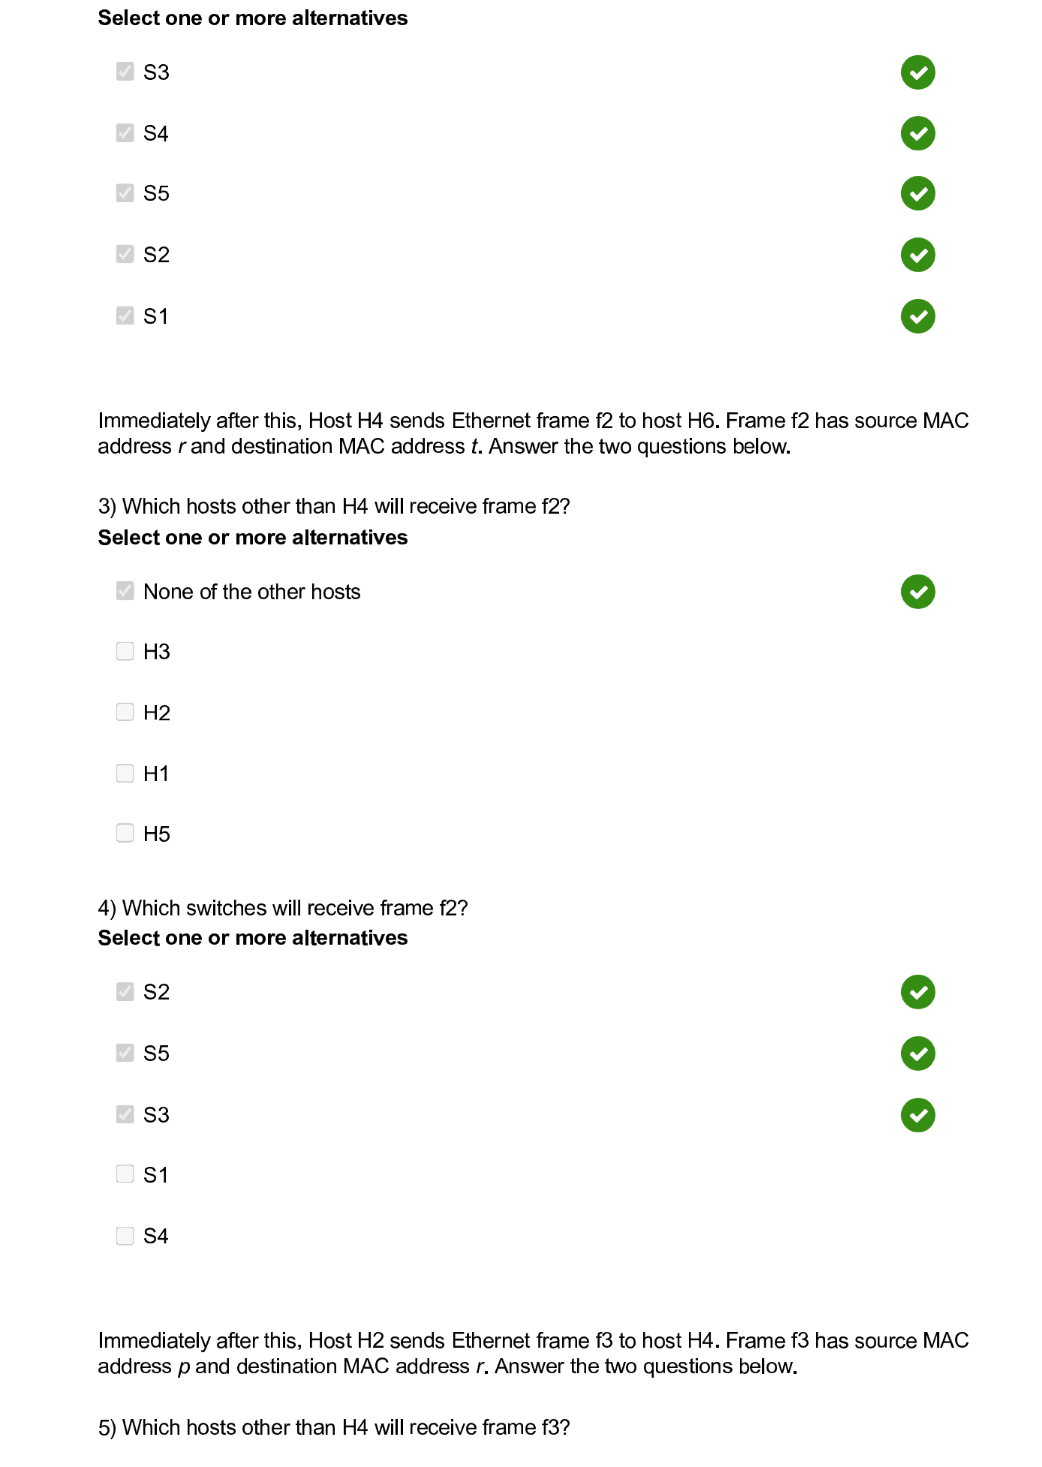 Select one or more alternatives
S3
S4
S5
S2
S1
Immediately after this, Host H4 sends Ethernet frame f2 to host H6. Frame f2 has source MAC
address r and destination MAC address t. Answer the two questions below.
3) Which hosts other than H4 will receive frame f2?
Select one or more alternatives
None of the other hosts
H3
H2
H1
H5
4) Which switches will receive frame f2?
Select one or more alternatives
S2
S5
S3
S1
S4
Immediately after this, Host H2 sends Ethernet frame f3 to host H4. Frame f3 has source MAC
address p and destination MAC address r. Answer the two questions below.
5) Which hosts other than H4 will receive frame f3?